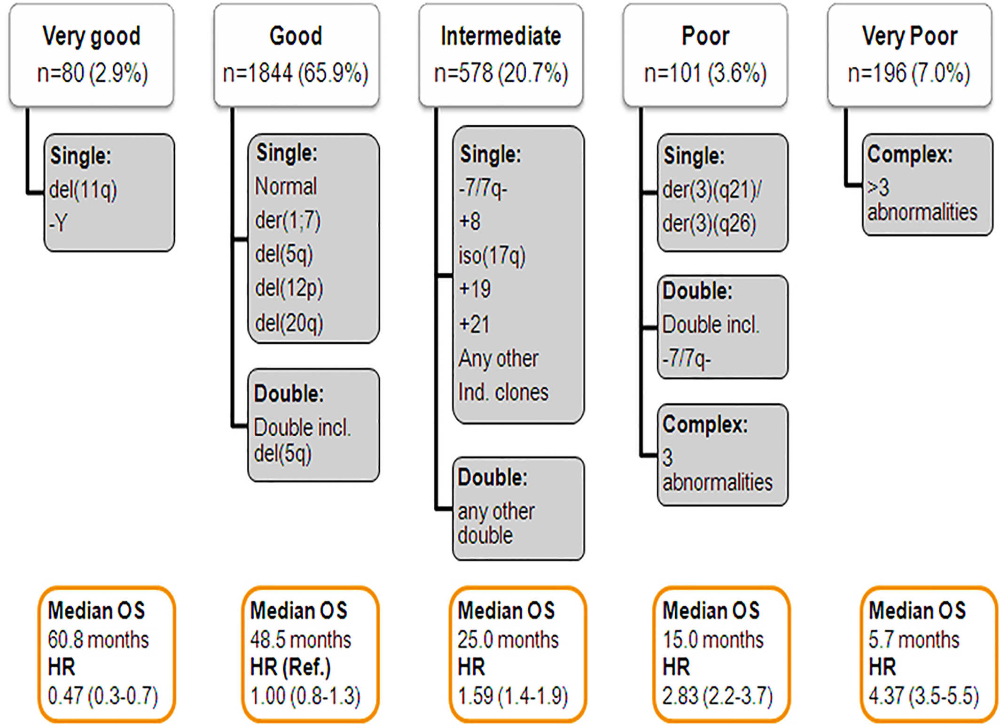 Very good
n=80 (2.9%)
Single:
del(11q)
-Y
Median OS
60.8 months
HR
0.47 (0.3-0.7)
Good
n=1844 (65.9%)
Single:
Normal
der(1;7)
del(5q)
del(12p)
del(20q)
Double:
Double incl.
del(5q)
Median OS
48.5 months
HR (Ref.)
1.00 (0.8-1.3)
Intermediate
n=578 (20.7%)
Single:
-7/7q-
+8
iso(17q)
+19
+21
Any other
Ind. clones
Double:
any other
double
Median OS
25.0 months
HR
1.59 (1.4-1.9)
Poor
n=101 (3.6%)
Single:
der(3)(q21)/
der(3)(q26)
Double:
Double incl.
-7/7q-
Complex:
3
abnormalities
Median OS
15.0 months
HR
2.83 (2.2-3.7)
Very Poor
n=196 (7.0%)
Complex:
>3
abnormalities
Median OS
5.7 months
HR
4.37 (3.5-5.5)